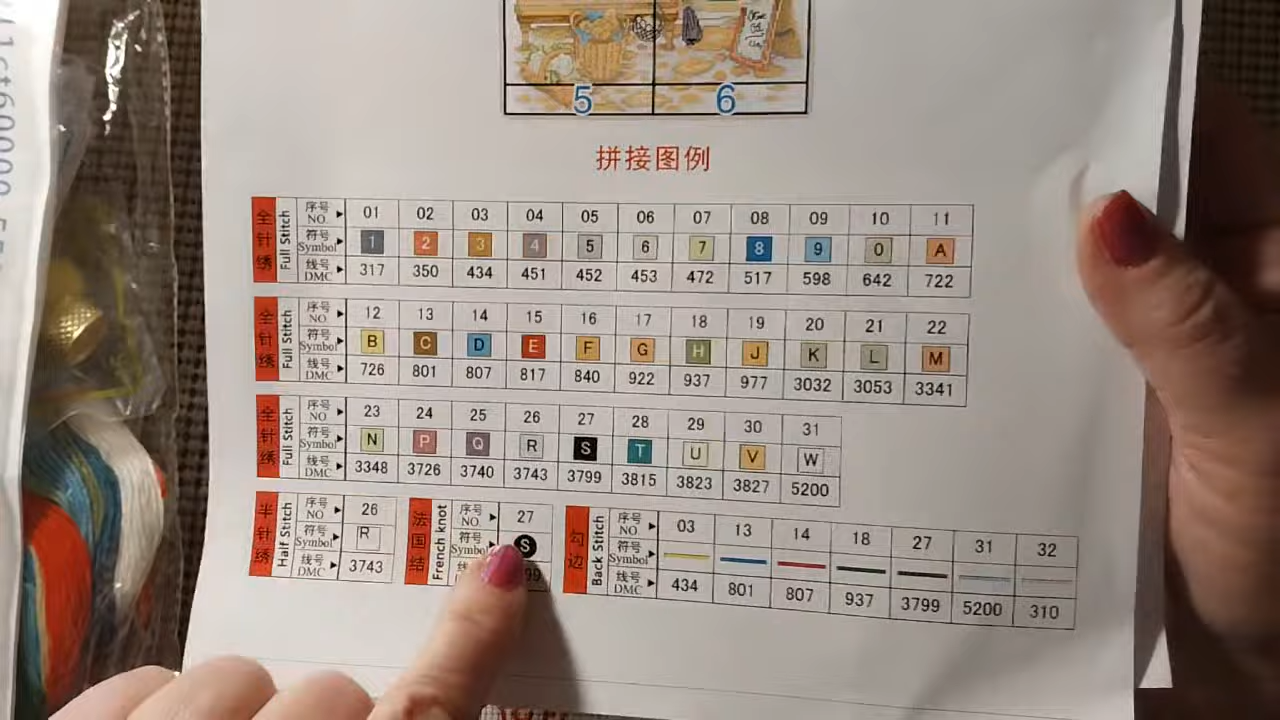 5 6
拼接图例
全针绣 Full Stitch
序号 NO. 01 02 03 04 05 06 07 08 09 10 11
符号 Symbol 1 2 3 4 5 6 7 8 9 0 A
线号 DMC 317 350 434 451 452 453 472 517 598 642 722
全针绣 Full Stitch
序号 NO. 12 13 14 15 16 17 18 19 20 21 22
符号 Symbol B C D E F G H J K L M
线号 DMC 726 801 807 817 840 922 937 977 3032 3053 3341
全针绣 Full Stitch
序号 NO. 23 24 25 26 27 28 29 30 31
符号 Symbol N P Q R S T U V W
线号 DMC 3348 3726 3740 3743 3799 3815 3823 3827 5200
半针绣 Half Stitch
序号 NO. 26
符号 Symbol R
线号 DMC 3743
法国结 French knot
序号 NO. 27
符号 Symbol S
勾边 Back Stitch
序号 NO. 03 13 14 18 27 31 32
符号 Symbol
线号 DMC 434 801 807 937 3799 5200 310